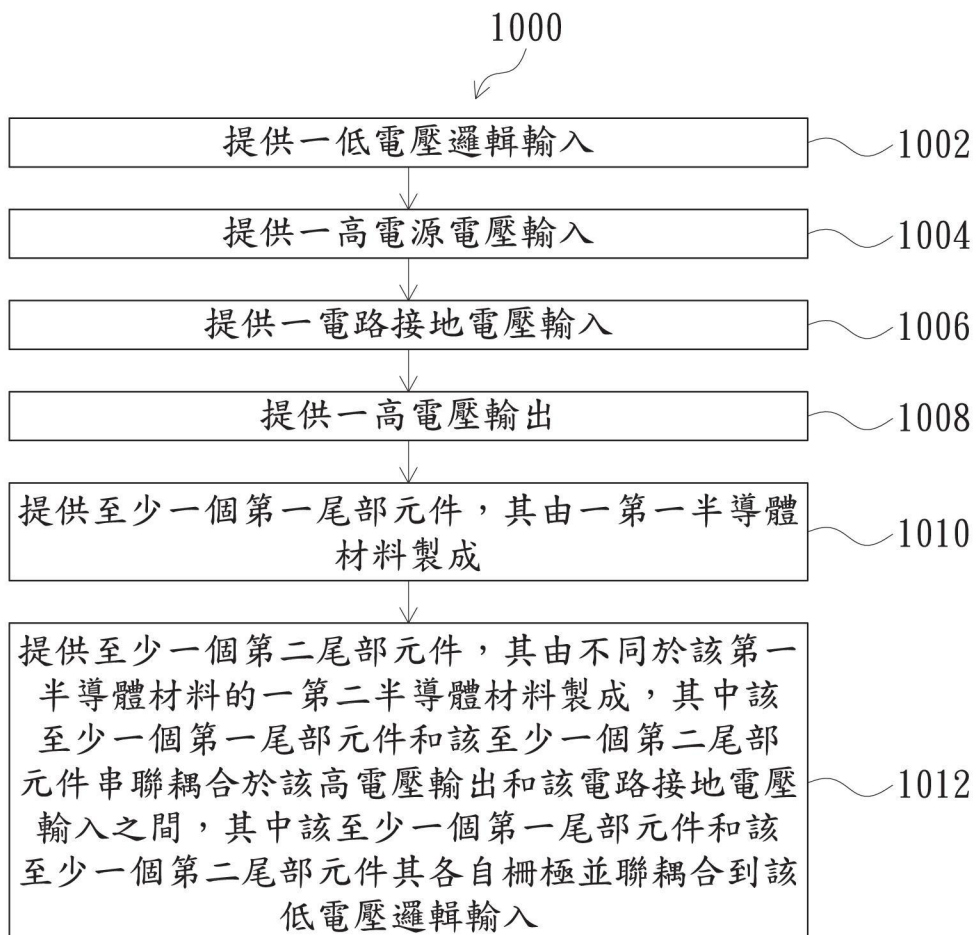 1000
提供一低電壓邏輯輸入
1002
提供一高電源電壓輸入
1004
提供一電路接地電壓輸入
1006
提供一高電壓輸出
1008
提供至少一個第一尾部元件，其由一第一半導體
材料製成
1010
提供至少一個第二尾部元件，其由不同於該第一
半導體材料的一第二半導體材料製成，其中該
至少一個第一尾部元件和該至少一個第二尾部
元件串聯耦合於該高電壓輸出和該電路接地電壓
輸入之間，其中該至少一個第一尾部元件和該
至少一個第二尾部元件其各自柵極並聯耦合到該
低電壓邏輯輸入
1012